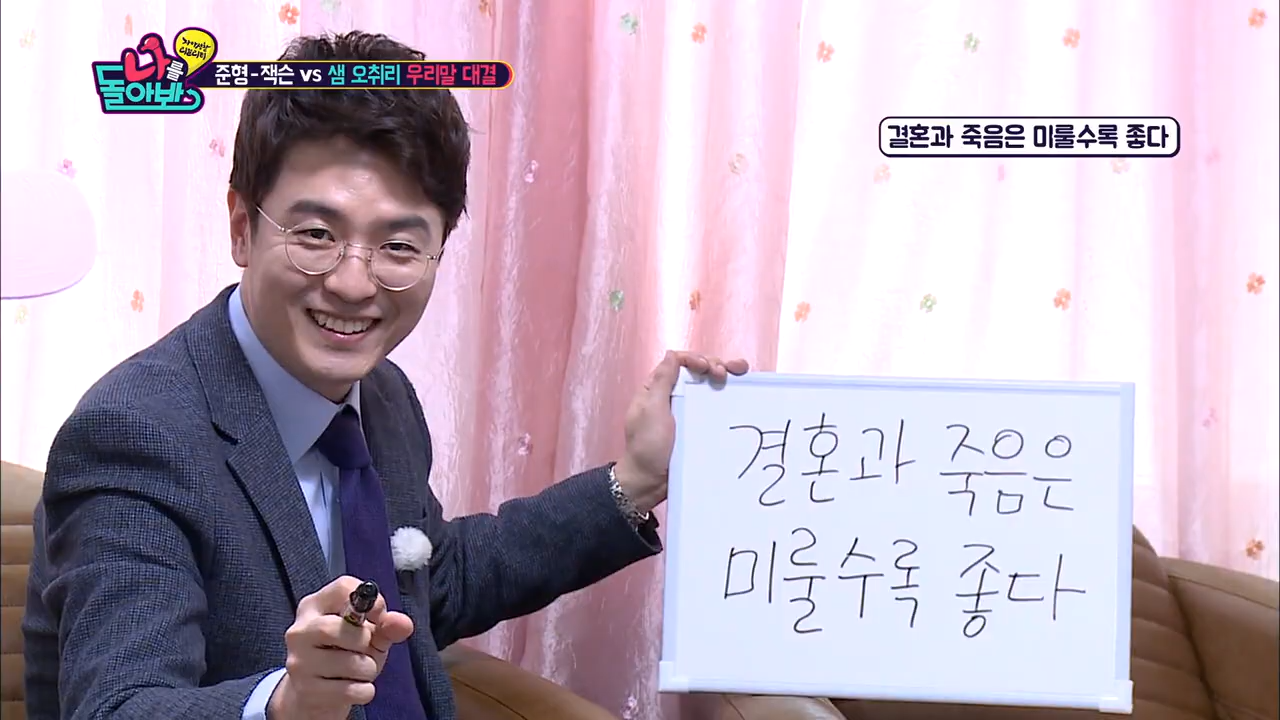 나를
돌아봐
준형-잭슨 vs 샘 오취리 우리말 대결
결혼과 죽음은 미룰수록 좋다
결혼과 죽음은
미룰수록 좋다